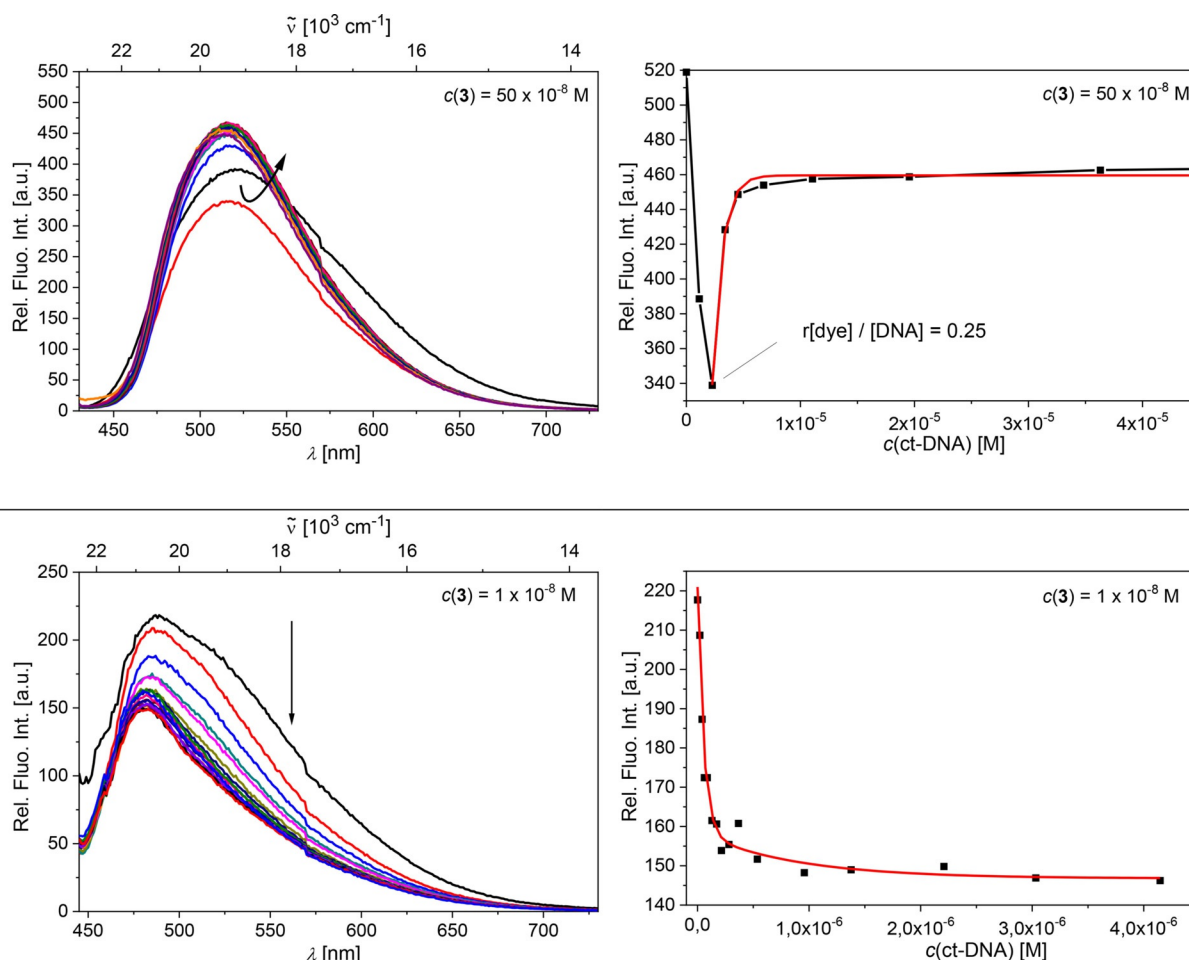 ν̃ [10³ cm⁻¹]
22 20 18 16 14
550
500
450
400
350
300
250
200
150
100
50
0
Rel. Fluo. Int. [a.u.]
c(3) = 50 x 10⁻⁸ M
450 500 550 600 650 700
λ [nm]
520
500
480
460
440
420
400
380
360
340
Rel. Fluo. Int. [a.u.]
c(3) = 50 x 10⁻⁸ M
r[dye] / [DNA] = 0.25
0 1x10⁻⁵ 2x10⁻⁵ 3x10⁻⁵ 4x10⁻⁵
c(ct-DNA) [M]
ν̃ [10³ cm⁻¹]
22 20 18 16 14
250
200
150
100
50
0
Rel. Fluo. Int. [a.u.]
c(3) = 1 x 10⁻⁸ M
450 500 550 600 650 700
λ [nm]
220
210
200
190
180
170
160
150
140
Rel. Fluo. Int. [a.u.]
c(3) = 1 x 10⁻⁸ M
0,0 1,0x10⁻⁶ 2,0x10⁻⁶ 3,0x10⁻⁶ 4,0x10⁻⁶
c(ct-DNA) [M]